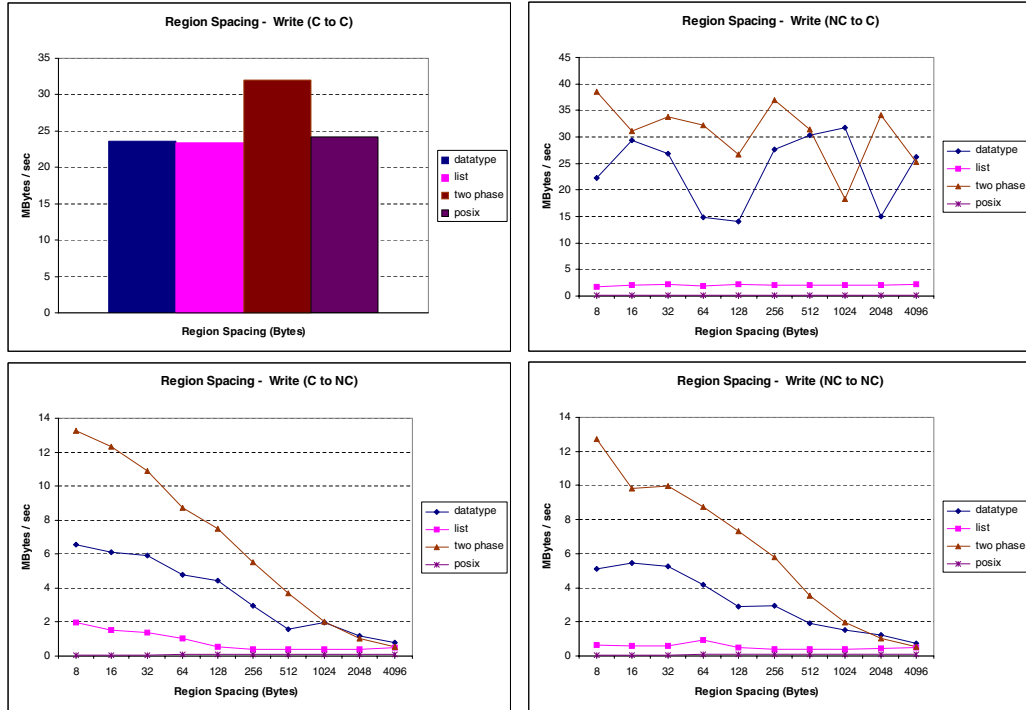 Region Spacing - Write (C to C)
35
30
25
20
15
10
5
0
MBytes / sec
Region Spacing (Bytes)
datatype
list
two phase
posix
Region Spacing - Write (NC to C)
45
40
35
30
25
20
15
10
5
0
MBytes / sec
8 16 32 64 128 256 512 1024 2048 4096
Region Spacing (Bytes)
datatype
list
two phase
posix
Region Spacing - Write (C to NC)
14
12
10
8
6
4
2
0
MBytes / sec
8 16 32 64 128 256 512 1024 2048 4096
Region Spacing (Bytes)
datatype
list
two phase
posix
Region Spacing - Write (NC to NC)
14
12
10
8
6
4
2
0
MBytes / sec
8 16 32 64 128 256 512 1024 2048 4096
Region Spacing (Bytes)
datatype
list
two phase
posix